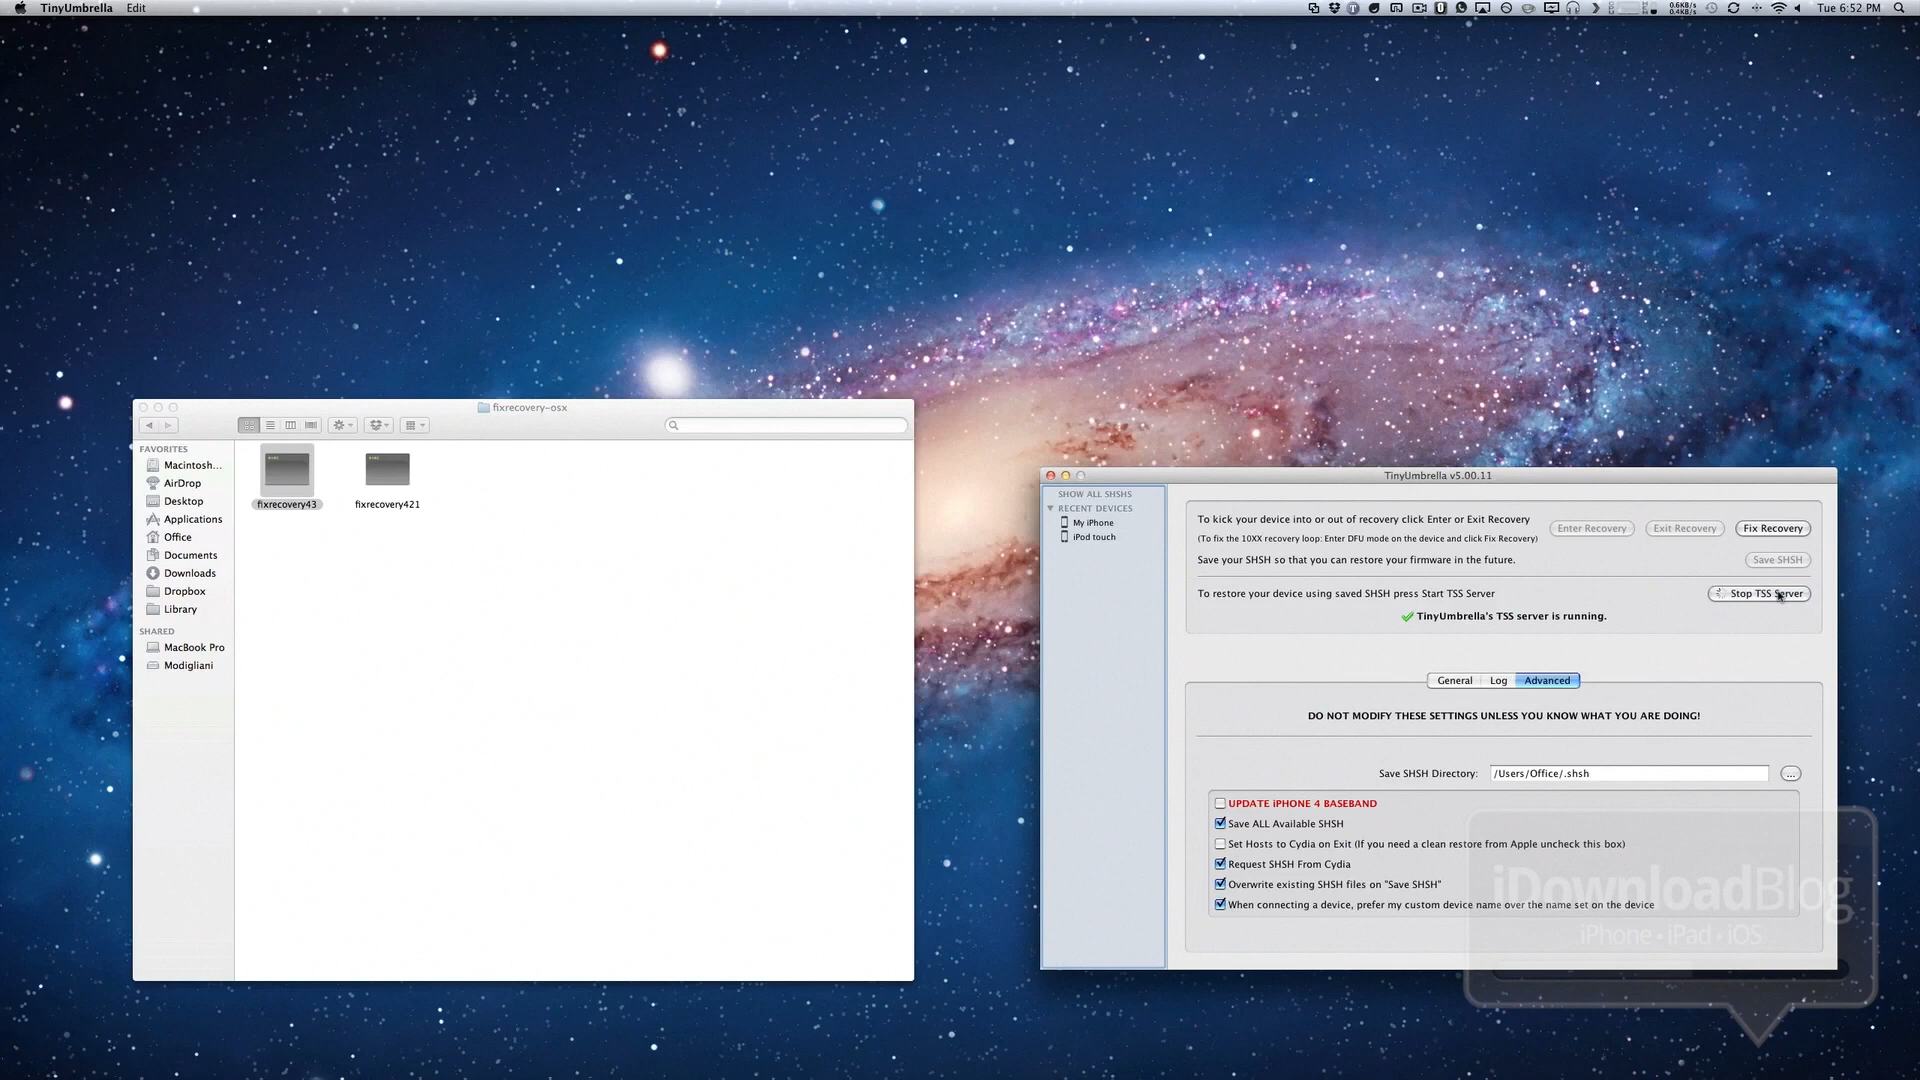 TinyUmbrella Edit
0.6KB/s
0.4KB/s
Tue 6:52 PM
fixrecovery-osx
FAVORITES
Macintosh...
AirDrop
Desktop
Applications
Office
Documents
Downloads
Dropbox
Library
SHARED
MacBook Pro
Modigliani
fixrecovery43
fixrecovery421
TinyUmbrella v5.00.11
SHOW ALL SHSHS
RECENT DEVICES
My iPhone
iPod touch
To kick your device into or out of recovery click Enter or Exit Recovery
(To fix the 10XX recovery loop: Enter DFU mode on the device and click Fix Recovery)
Enter Recovery
Exit Recovery
Fix Recovery
Save your SHSH so that you can restore your firmware in the future.
Save SHSH
To restore your device using saved SHSH press Start TSS Server
Stop TSS Server
TinyUmbrella's TSS server is running.
General
Log
Advanced
DO NOT MODIFY THESE SETTINGS UNLESS YOU KNOW WHAT YOU ARE DOING!
Save SHSH Directory:
/Users/Office/.shsh
...
UPDATE iPHONE 4 BASEBAND
Save ALL Available SHSH
Set Hosts to Cydia on Exit (If you need a clean restore from Apple uncheck this box)
Request SHSH From Cydia
Overwrite existing SHSH files on "Save SHSH"
When connecting a device, prefer my custom device name over the name set on the device
iDownloadBlog
iPhone • iPad • iOS